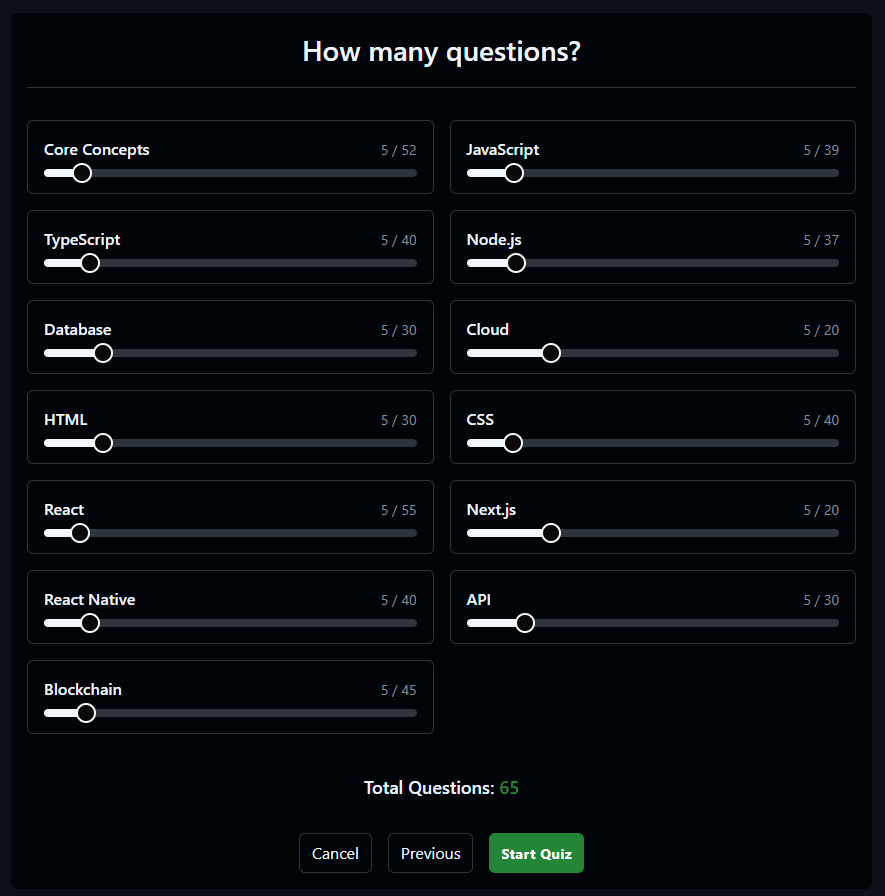 How many questions?
Core Concepts 5 / 52
JavaScript 5 / 39
TypeScript 5 / 40
Node.js 5 / 37
Database 5 / 30
Cloud 5 / 20
HTML 5 / 30
CSS 5 / 40
React 5 / 55
Next.js 5 / 20
React Native 5 / 40
API 5 / 30
Blockchain 5 / 45
Total Questions: 65
Cancel Previous Start Quiz